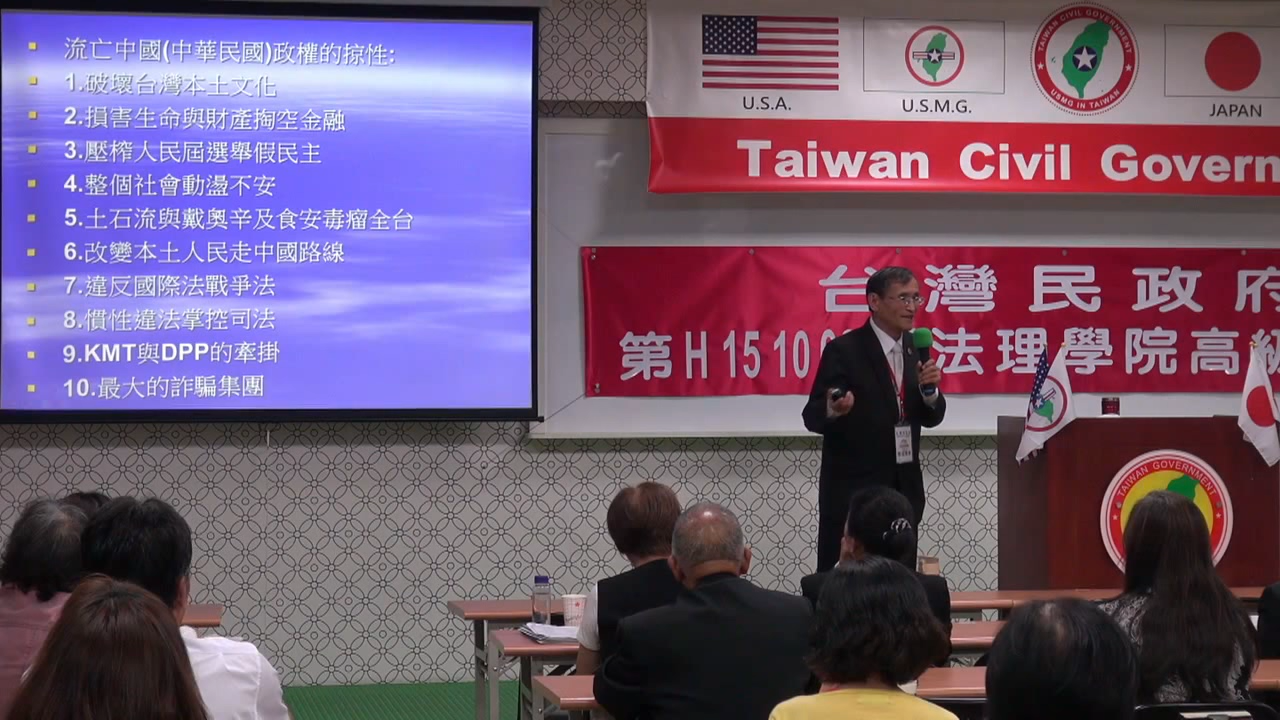 流亡中國(中華民國)政權的掠性:
1.破壞台灣本土文化
2.損害生命與財產掏空金融
3.壓榨人民屆選舉假民主
4.整個社會動盪不安
5.土石流與戴奧辛及食安毒瘤全台
6.改變本土人民走中國路線
7.違反國際法戰爭法
8.慣性違法掌控司法
9.KMT與DPP的牽掛
10.最大的詐騙集團
U.S.A.
U.S.M.G.
TAIWAN CIVIL GOVERNMENT
USMG IN TAIWAN
JAPAN
Taiwan Civil Govern
台灣民政府
第H 15 10 法理學院高級
TAIWAN GOVERNMENT